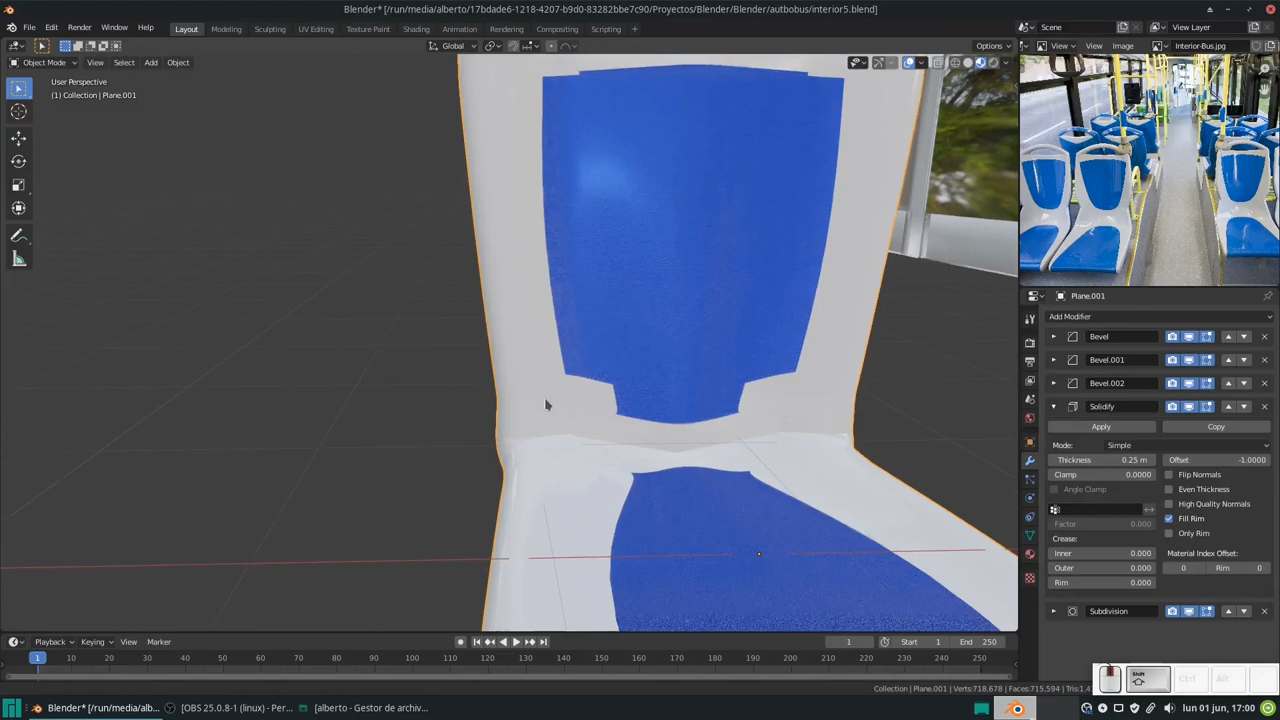 Blender* [/run/media/alberto/17bdade6-1218-4207-b9d0-83282bbe7c90/Proyectos/Blender/Blender/autbobus/interior5.blend]
File Edit Render Window Help Layout Modeling Sculpting UV Editing Texture Paint Shading Animation Rendering Compositing Scripting + Scene View Layer
Global Options View Image Interior-Bus.jpg
Object Mode View Select Add Object
User Perspective
(1) Collection | Plane.001
Plane.001
Add Modifier
Bevel
Bevel.001
Bevel.002
Solidify
Apply Copy
Mode: Simple
Thickness 0.25 m Offset -1.0000
Clamp 0.0000 Flip Normals
Angle Clamp Even Thickness
High Quality Normals
Factor 0.000 Fill Rim
Crease: Only Rim
Inner 0.000 Material Index Offset:
Outer 0.000 0 Rim 0
Rim 0.000
Subdivision
Playback Keying View Marker 1 Start 1 End 250
1 10 20 30 40 50 60 70 80 90 100 110 120 130 140 150 160 170 180 190 200 210 220 230 240 250
Shift Ctrl Alt
Collection | Plane.001 | Verts:718,678 | Faces:715,594 | Tris:1,4
Blender* [/run/media/alb... [OBS 25.0.8-1 (linux) - Per... [alberto - Gestor de archiv... lun 01 jun, 17:00